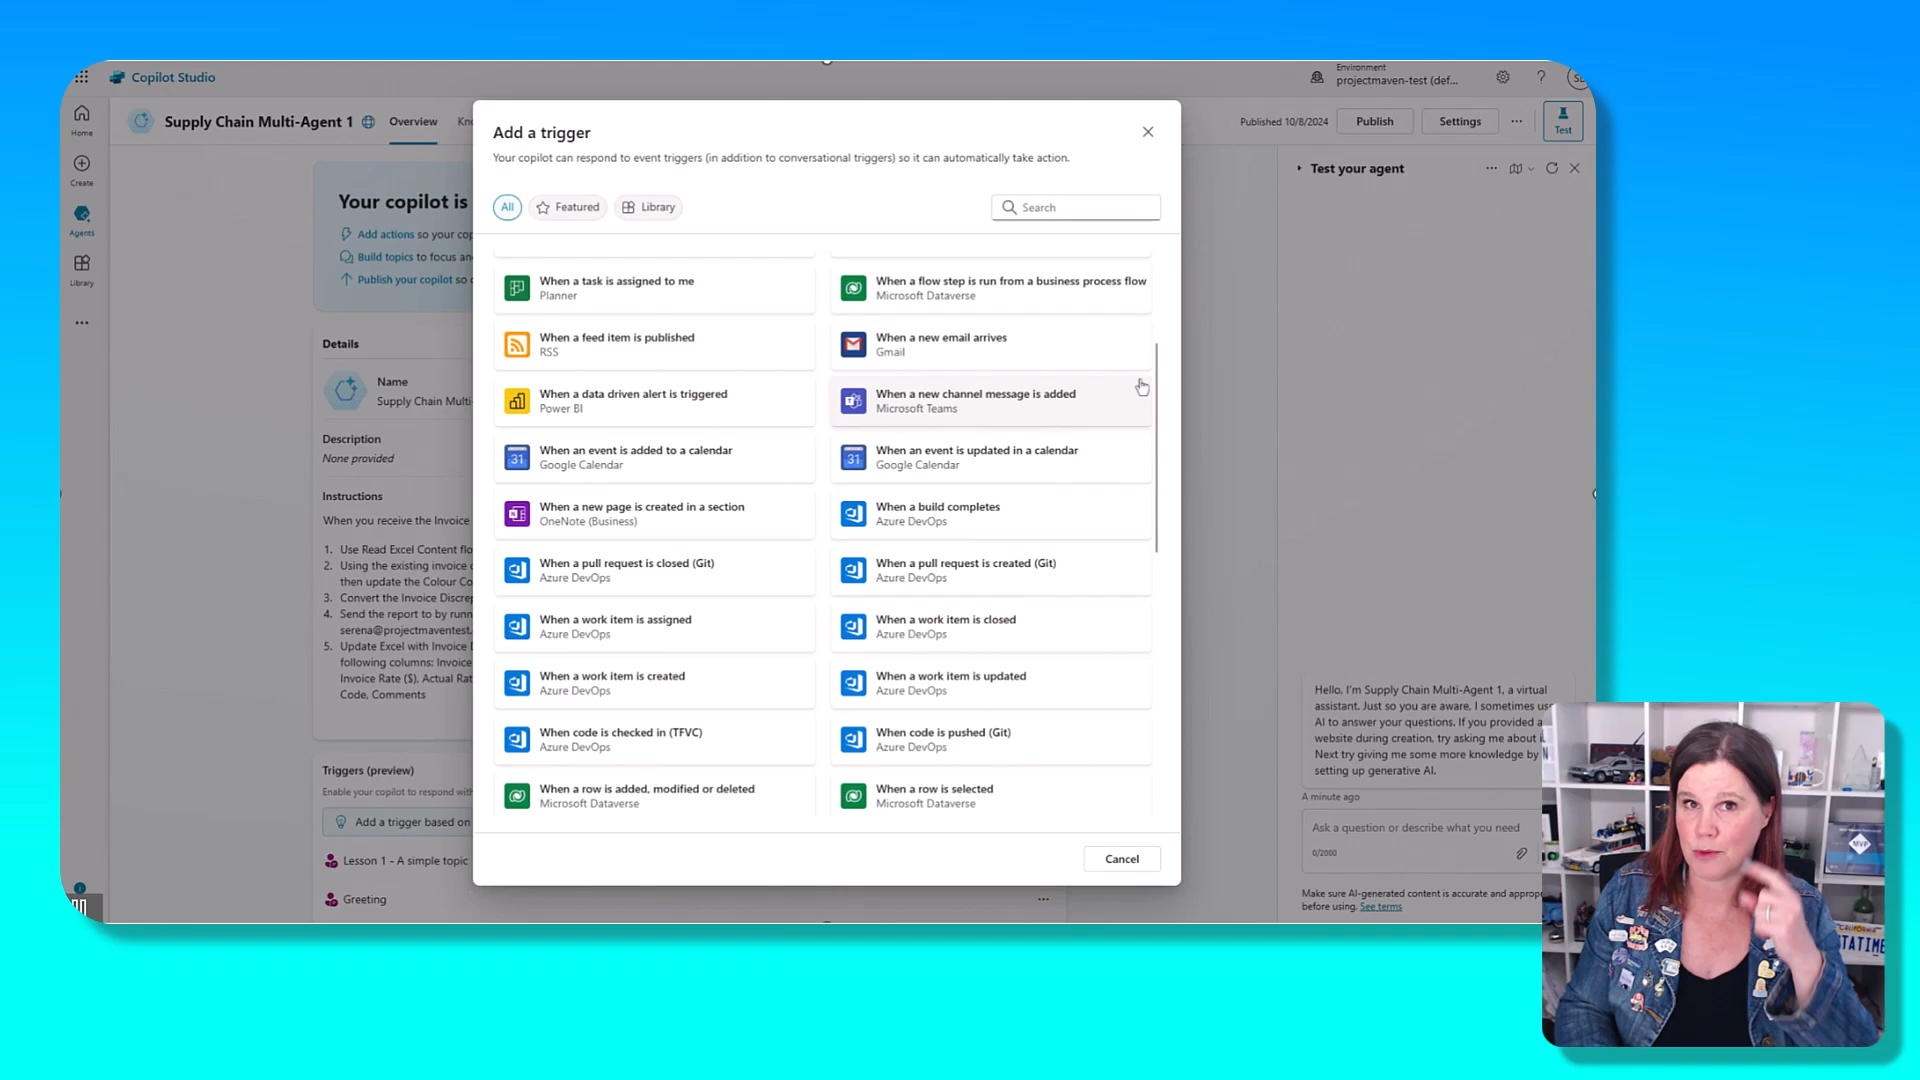 Copilot Studio
Environment
projectmaven-test (def...
Home
Create
Agents
Library
Supply Chain Multi-Agent 1
Overview
Published 10/8/2024
Publish
Settings
Test
Your copilot is
Add actions so your cop
Build topics to focus and
Publish your copilot so
Details
Name
Supply Chain Multi-
Description
None provided
Instructions
When you receive the Invoice
1. Use Read Excel Content flo
2. Using the existing invoice
then update the Colour Co
3. Convert the Invoice Discrep
4. Send the report to by runn
serena@projectmaventest.
5. Update Excel with Invoice D
following columns: Invoice
Invoice Rate ($), Actual Rat
Code, Comments
Triggers (preview)
Enable your copilot to respond with
Add a trigger based on
Lesson 1 - A simple topic
Greeting
Add a trigger
Your copilot can respond to event triggers (in addition to conversational triggers) so it can automatically take action.
All
Featured
Library
Search
When a task is assigned to me
Planner
When a flow step is run from a business process flow
Microsoft Dataverse
When a feed item is published
RSS
When a new email arrives
Gmail
When a data driven alert is triggered
Power BI
When a new channel message is added
Microsoft Teams
When an event is added to a calendar
Google Calendar
When an event is updated in a calendar
Google Calendar
When a new page is created in a section
OneNote (Business)
When a build completes
Azure DevOps
When a pull request is closed (Git)
Azure DevOps
When a pull request is created (Git)
Azure DevOps
When a work item is assigned
Azure DevOps
When a work item is closed
Azure DevOps
When a work item is created
Azure DevOps
When a work item is updated
Azure DevOps
When code is checked in (TFVC)
Azure DevOps
When code is pushed (Git)
Azure DevOps
When a row is added, modified or deleted
Microsoft Dataverse
When a row is selected
Microsoft Dataverse
Cancel
Test your agent
Hello, I'm Supply Chain Multi-Agent 1, a virtual
assistant. Just so you are aware, I sometimes use
AI to answer your questions. If you provided a
website during creation, try asking me about i
Next try giving me some more knowledge by
setting up generative AI.
A minute ago
Ask a question or describe what you need
0/2000
Make sure AI-generated content is accurate and approp
before using. See terms
MVP
CALIFORNIA
TATIME